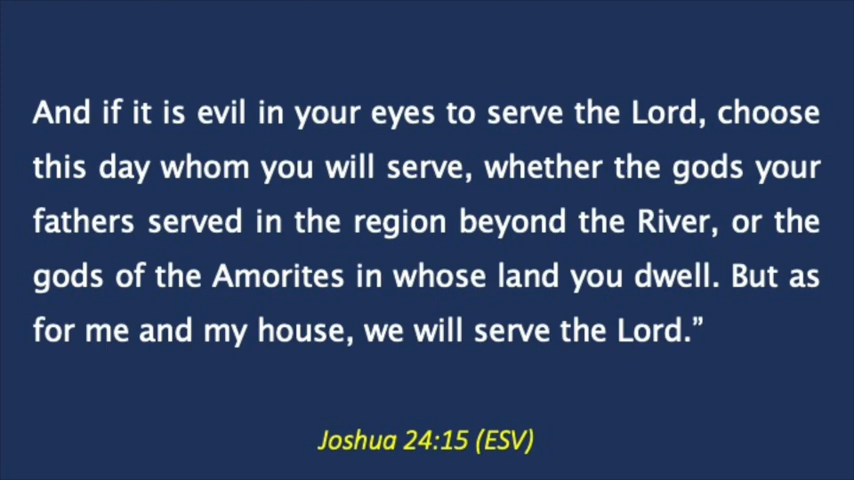 And if it is evil in your eyes to serve the Lord, choose
this day whom you will serve, whether the gods your
fathers served in the region beyond the River, or the
gods of the Amorites in whose land you dwell. But as
for me and my house, we will serve the Lord.”
Joshua 24:15 (ESV)